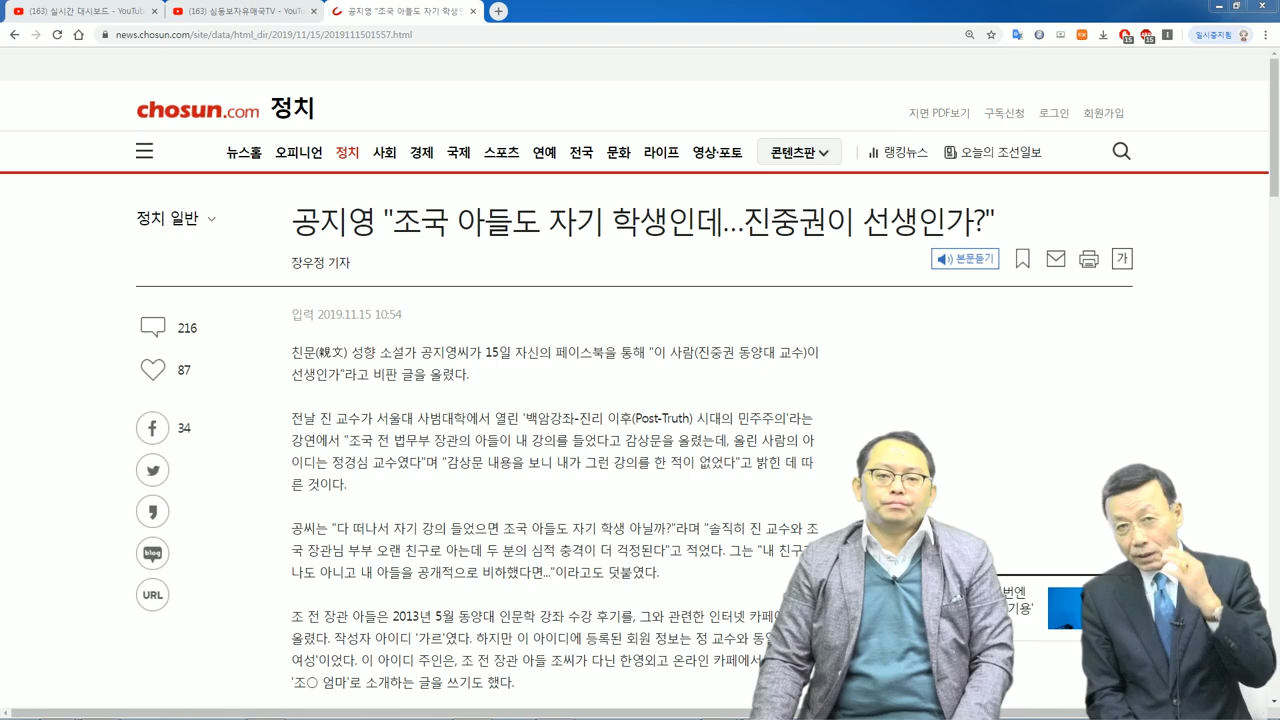 (163) 실시간 대시보드 - YouTub
(163) 심동보자유애국TV - YouTu
공지영 "조국 아들도 자기 학생인
news.chosun.com/site/data/html_dir/2019/11/15/2019111501557.html
일시중지됨
chosun.com 정치
지면 PDF보기 구독신청 로그인 회원가입
뉴스홈 오피니언 정치 사회 경제 국제 스포츠 연예 전국 문화 라이프 영상·포토 콘텐츠판 랭킹뉴스 오늘의 조선일보
정치 일반
공지영 "조국 아들도 자기 학생인데...진중권이 선생인가?"
장우정 기자
본문듣기
가
입력 2019.11.15 10:54
216
87
34
blog
URL
친문(親文) 성향 소설가 공지영씨가 15일 자신의 페이스북을 통해 "이 사람(진중권 동양대 교수)이
선생인가"라고 비판 글을 올렸다.
전날 진 교수가 서울대 사범대학에서 열린 '백암강좌-진리 이후(Post-Truth) 시대의 민주주의'라는
강연에서 "조국 전 법무부 장관의 아들이 내 강의를 들었다고 감상문을 올렸는데, 올린 사람의 아
이디는 정경심 교수였다"며 "감상문 내용을 보니 내가 그런 강의를 한 적이 없었다"고 밝힌 데 따
른 것이다.
공씨는 "다 떠나서 자기 강의 들었으면 조국 아들도 자기 학생 아닐까?"라며 "솔직히 진 교수와 조
국 장관님 부부 오랜 친구로 아는데 두 분의 심적 충격이 더 걱정된다"고 적었다. 그는 "내 친구가
나도 아니고 내 아들을 공개적으로 비하했다면..."이라고도 덧붙였다.
조 전 장관 아들은 2013년 5월 동양대 인문학 강좌 수강 후기를, 그와 관련한 인터넷 카페에
올렸다. 작성자 아이디 '가르'였다. 하지만 이 아이디에 등록된 회원 정보는 정 교수와 동일
여성'이었다. 이 아이디 주인은, 조 전 장관 아들 조씨가 다닌 한영외고 온라인 카페에서
'조○ 엄마'로 소개하는 글을 쓰기도 했다.
번엔
기용'